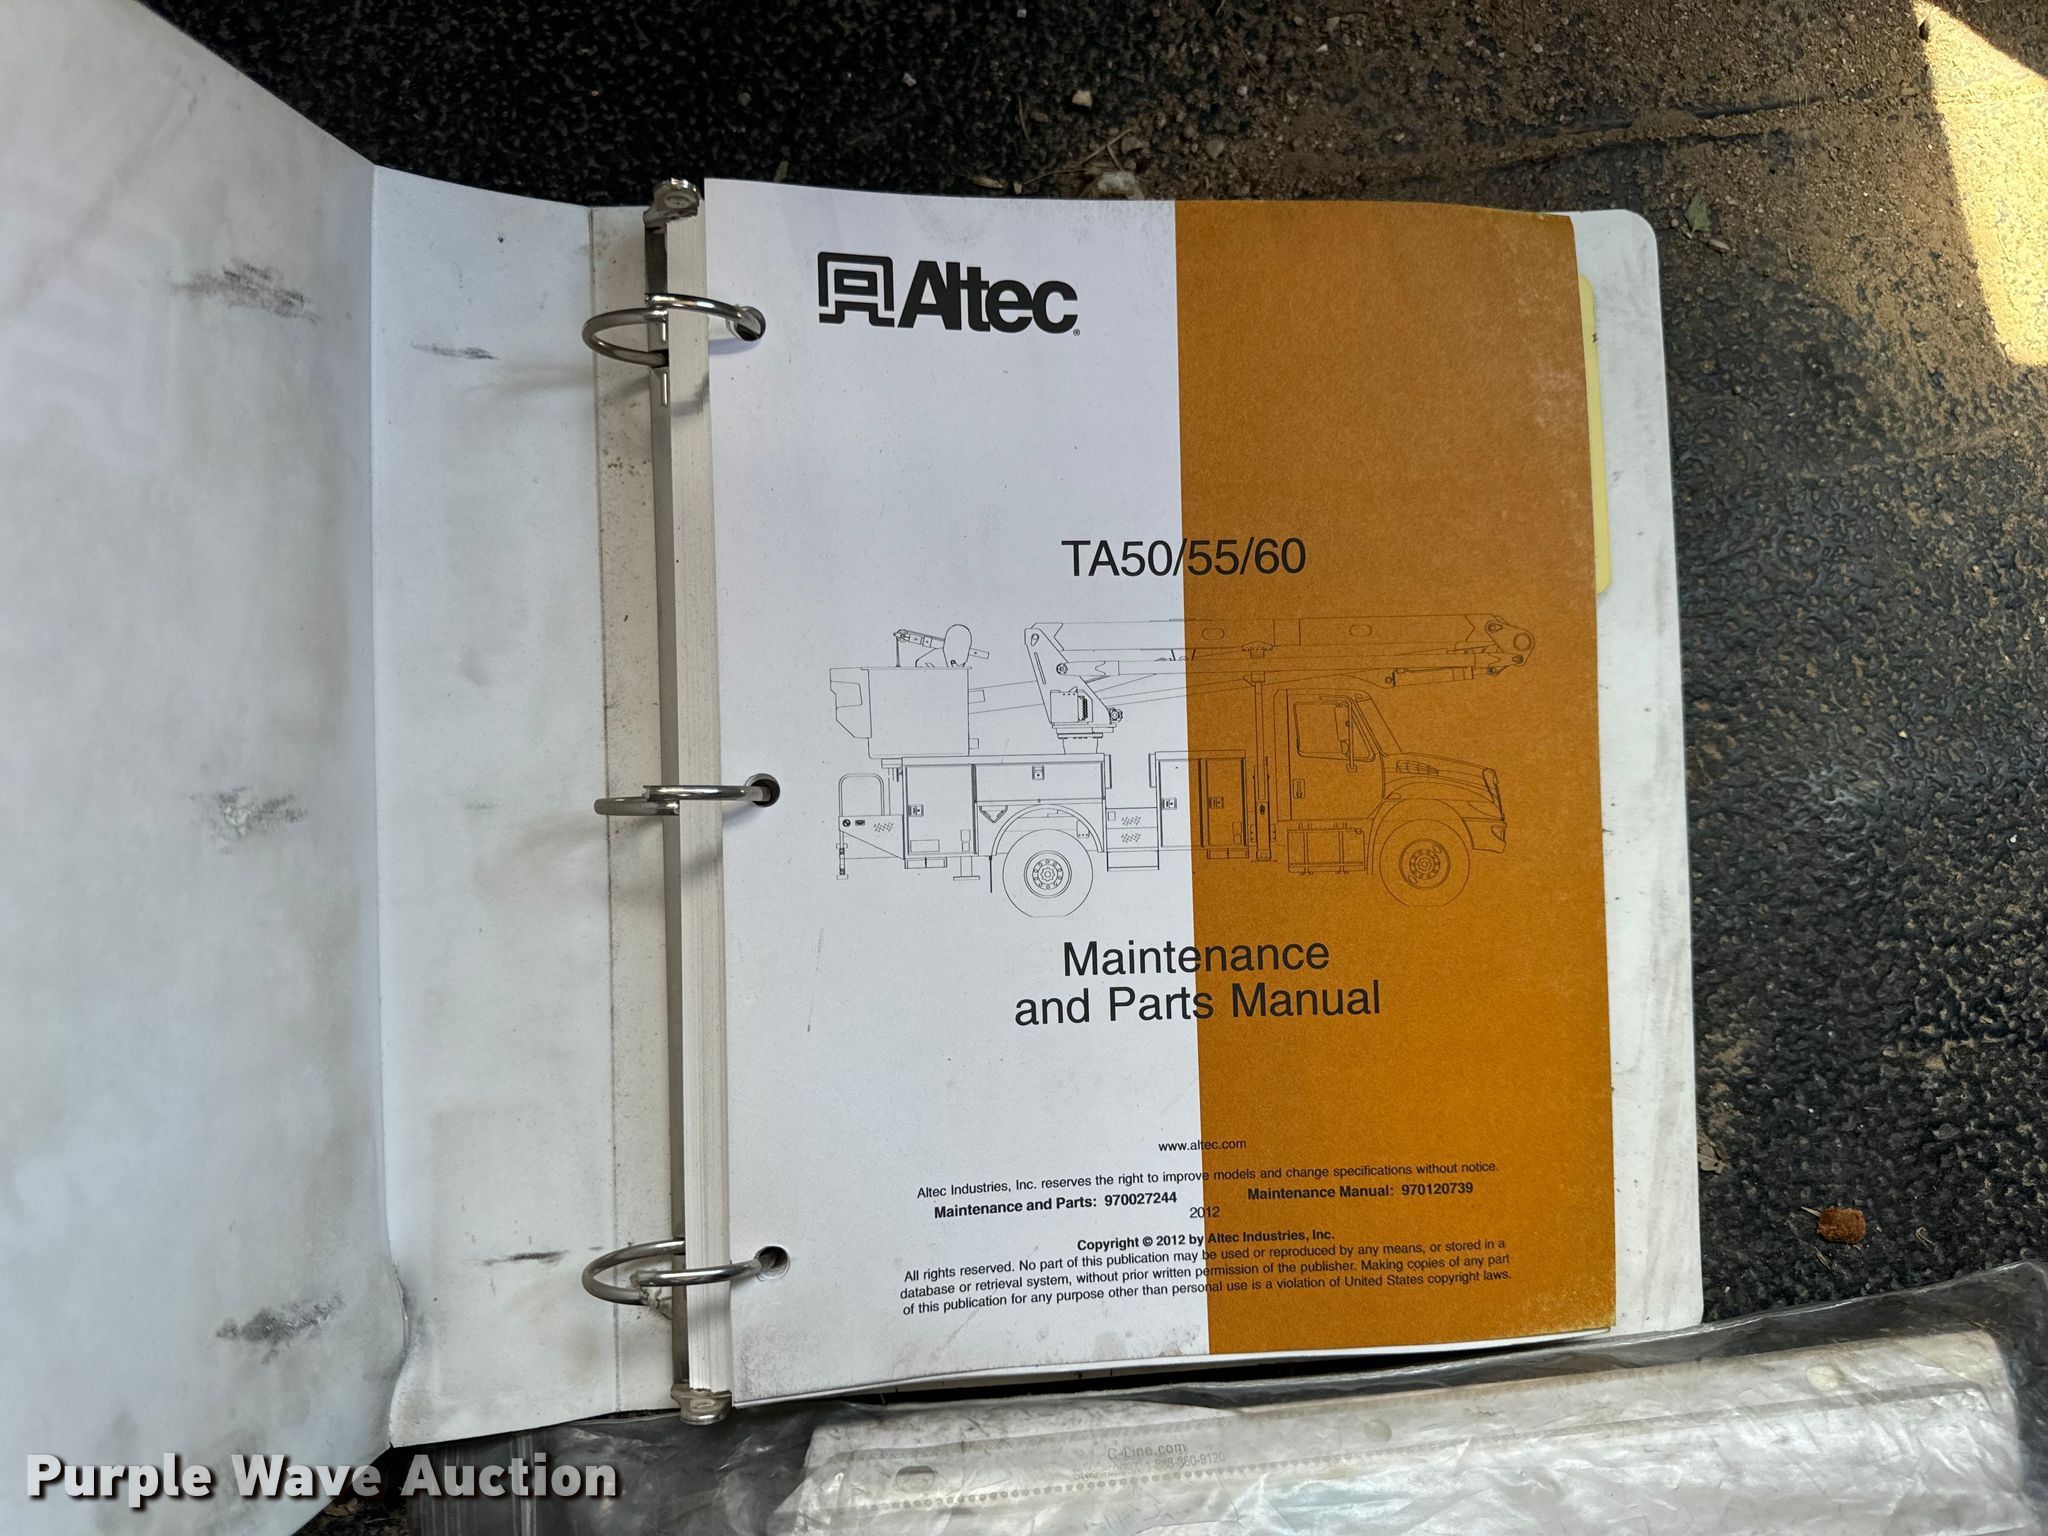 Altec
TA50/55/60
Maintenance
and Parts Manual
www.altec.com
Altec Industries, Inc. reserves the right to improve models and change specifications without notice.
Maintenance and Parts: 970027244 Maintenance Manual: 970120739
2012
Copyright © 2012 by Altec Industries, Inc.
All rights reserved. No part of this publication may be used or reproduced by any means, or stored in a
database or retrieval system, without prior written permission of the publisher. Making copies of any part
of this publication for any purpose other than personal use is a violation of United States copyright laws.
C-Line.com
1-888-860-9120
Purple Wave Auction